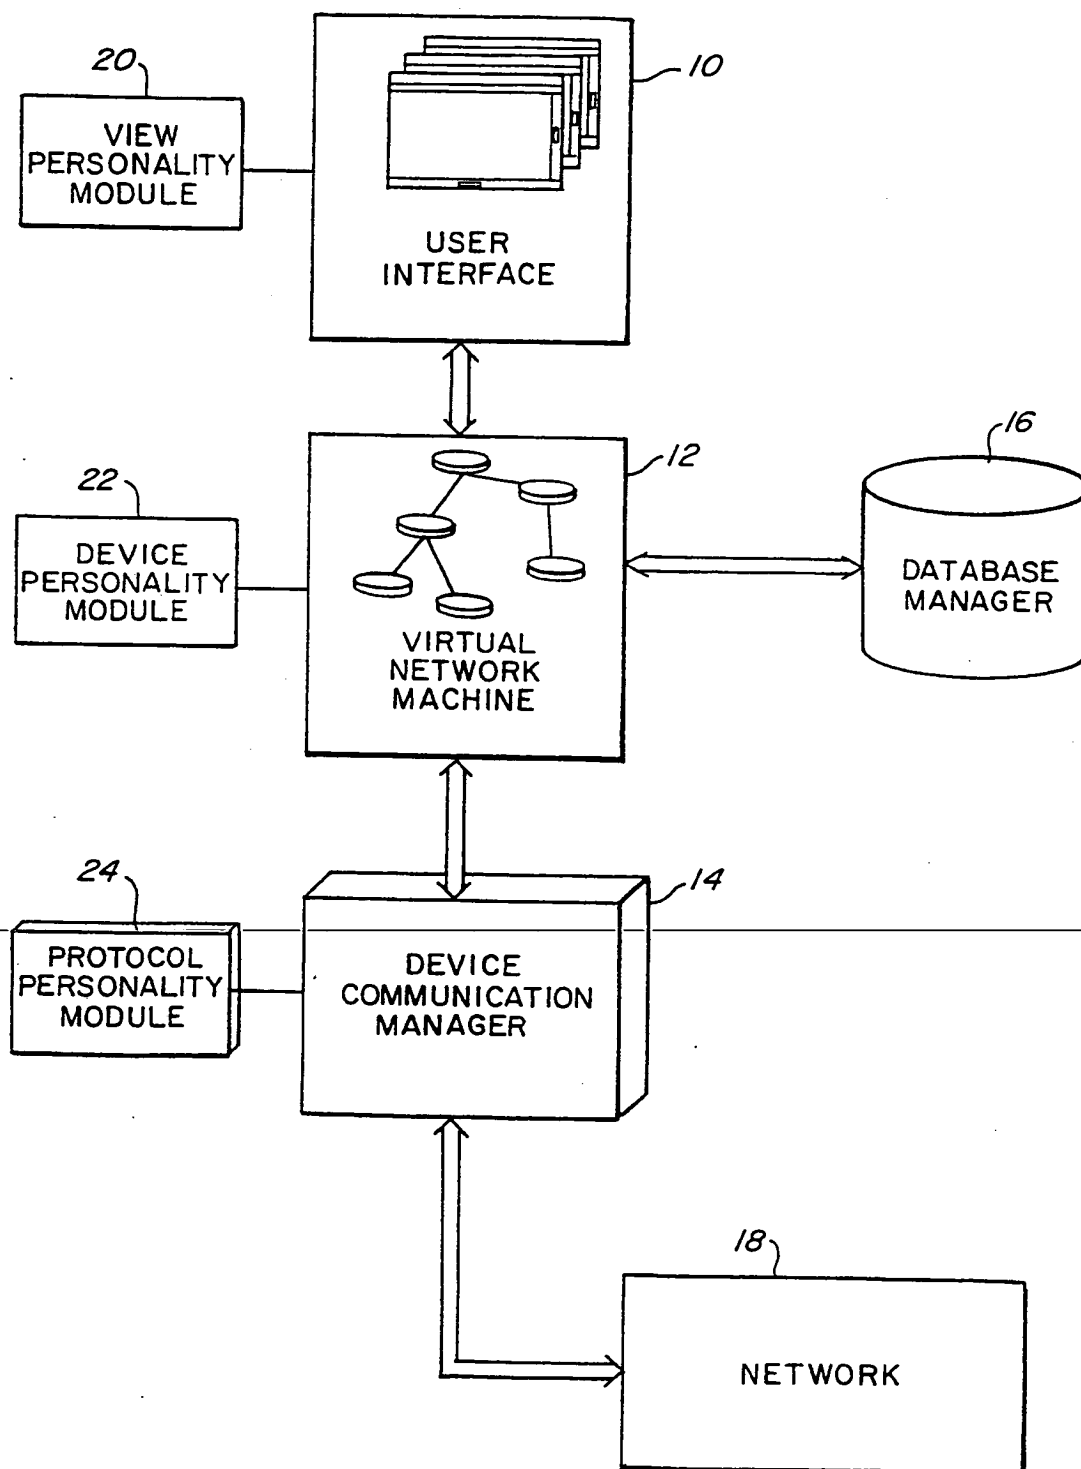 20
10
VIEW
PERSONALITY
MODULE
USER
INTERFACE
12
16
22
DEVICE
PERSONALITY
MODULE
DATABASE
MANAGER
VIRTUAL
NETWORK
MACHINE
24
14
PROTOCOL
PERSONALITY
MODULE
DEVICE
COMMUNICATION
MANAGER
18
NETWORK